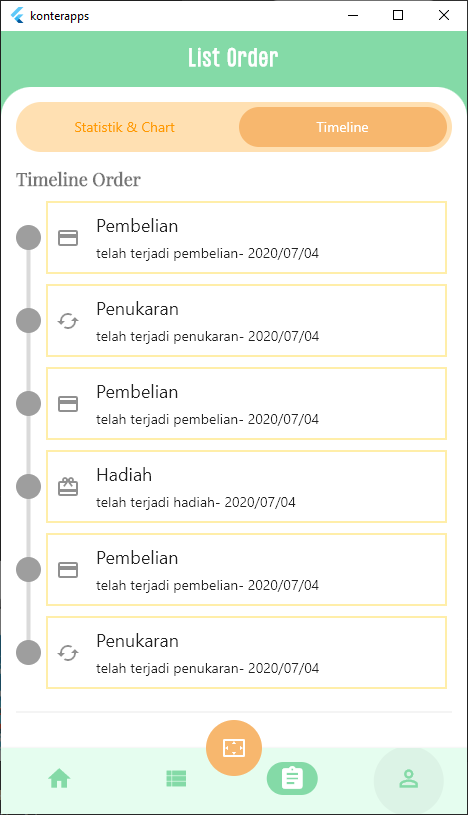 konterapps
List Order
Statistik & Chart
Timeline
Timeline Order
Pembelian
telah terjadi pembelian- 2020/07/04
Penukaran
telah terjadi penukaran- 2020/07/04
Pembelian
telah terjadi pembelian- 2020/07/04
Hadiah
telah terjadi hadiah- 2020/07/04
Pembelian
telah terjadi pembelian- 2020/07/04
Penukaran
telah terjadi penukaran- 2020/07/04